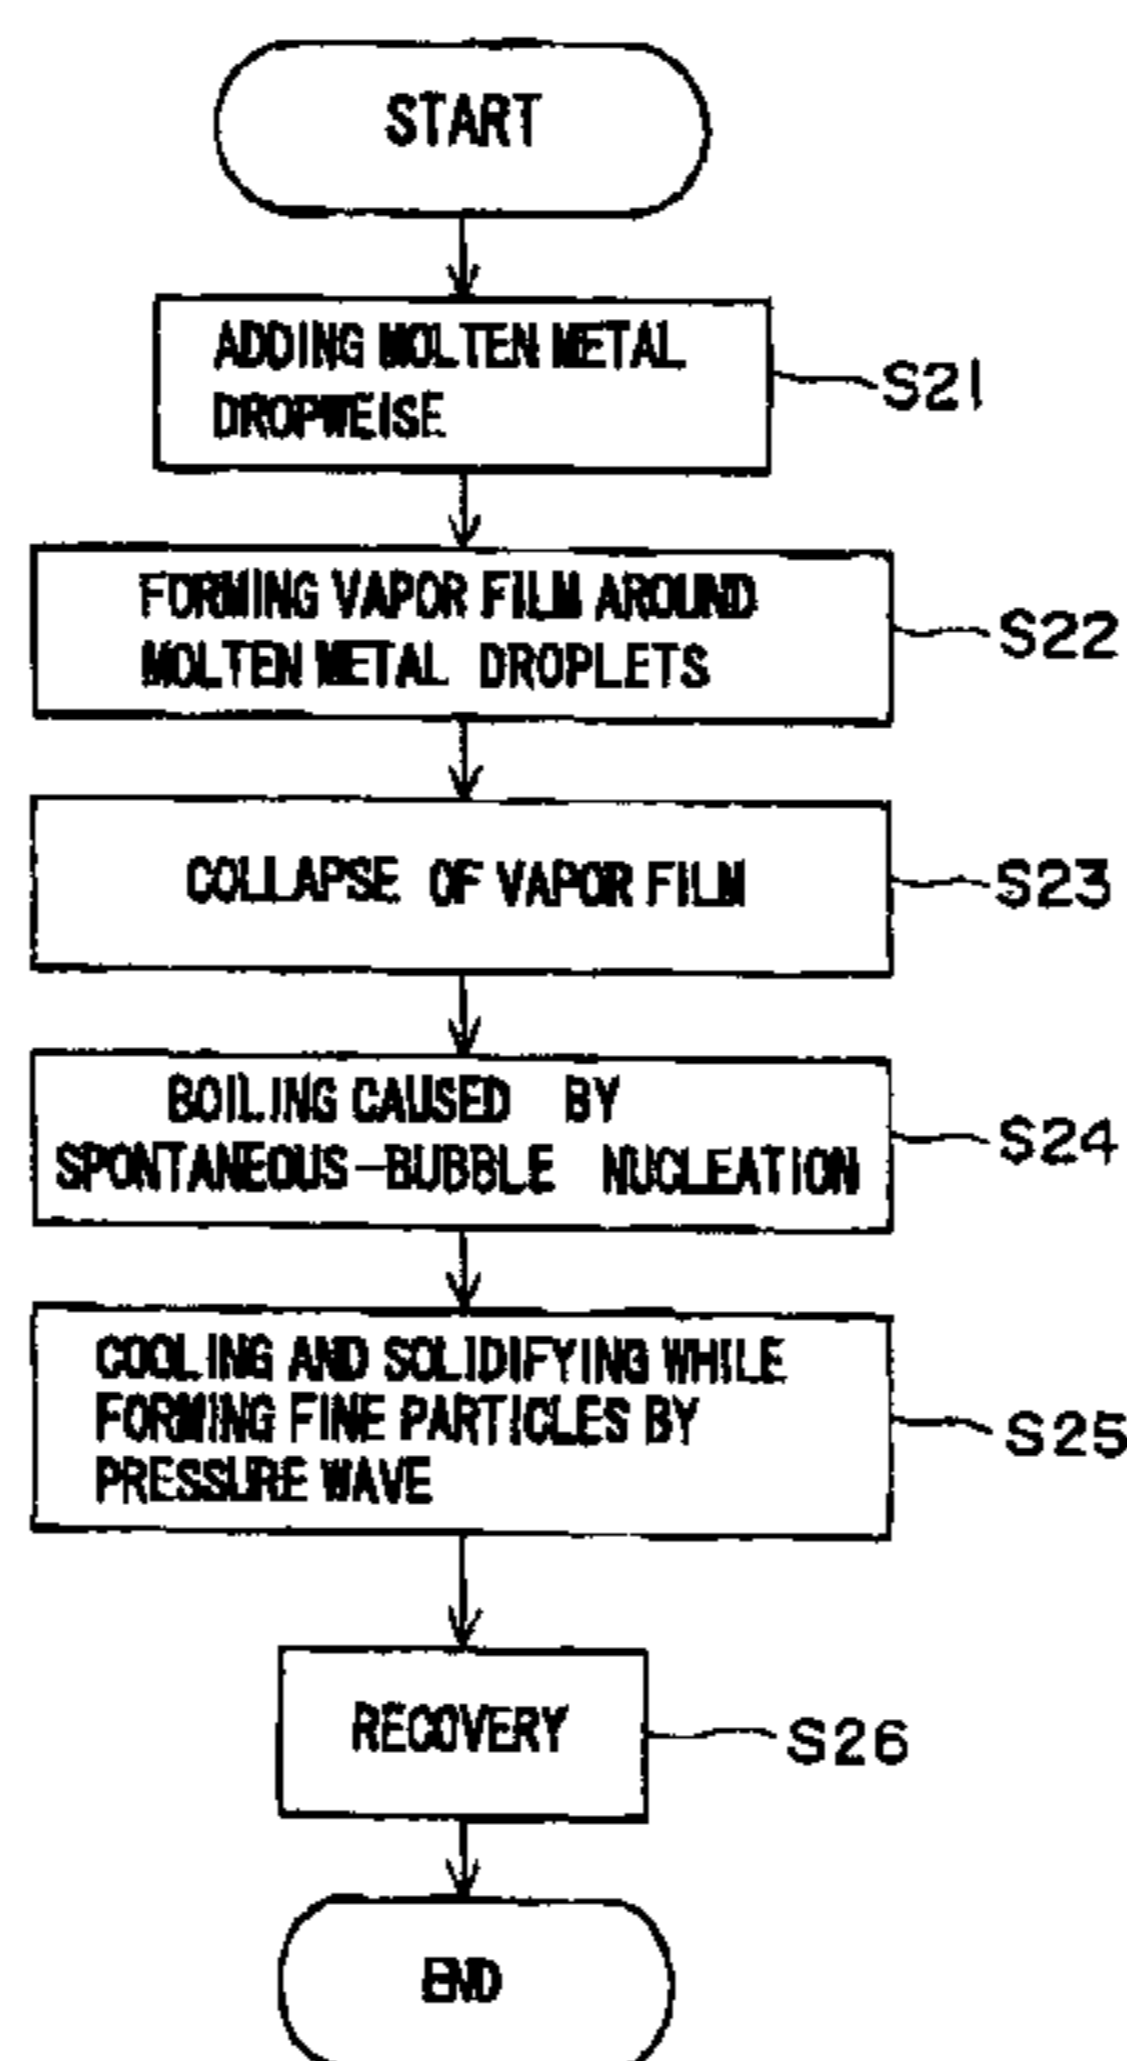 START
ADDING MOLTEN METAL
DROPWEISE
S21
FORMING VAPOR FILM AROUND
MOLTEN METAL DROPLETS
S22
COLLAPSE OF VAPOR FILM
S23
BOILING CAUSED BY
SPONTANEOUS-BUBBLE NUCLEATION
S24
COOLING AND SOLIDIFYING WHILE
FORMING FINE PARTICLES BY
PRESSURE WAVE
S25
RECOVERY
S26
END